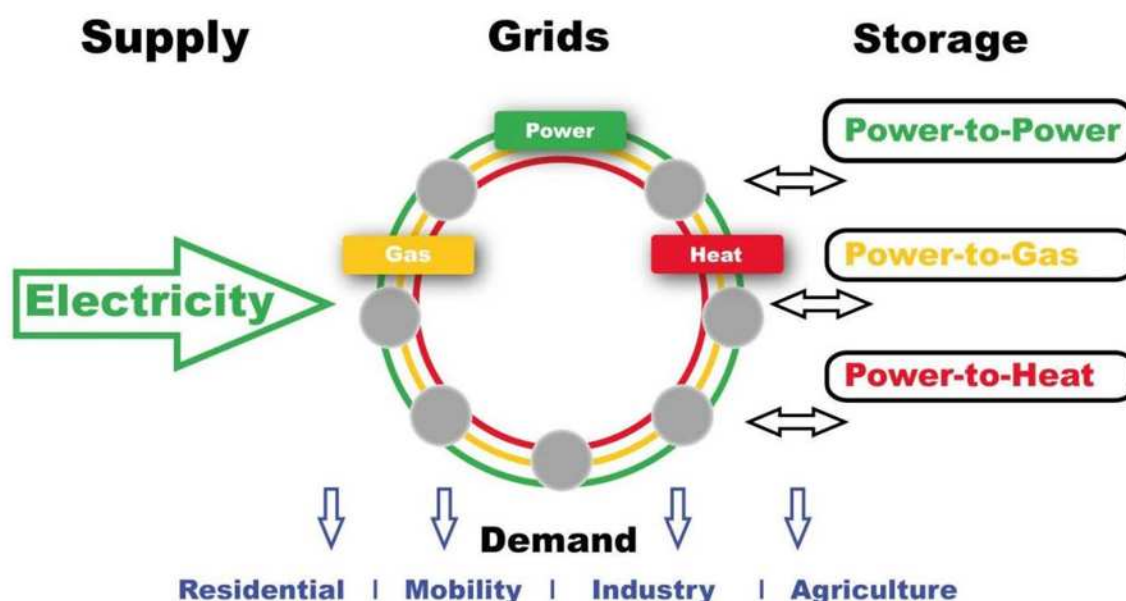 Supply
Grids
Storage
Power
Power-to-Power
Gas
Heat
Power-to-Gas
Electricity
Power-to-Heat
Demand
Residential | Mobility | Industry | Agriculture